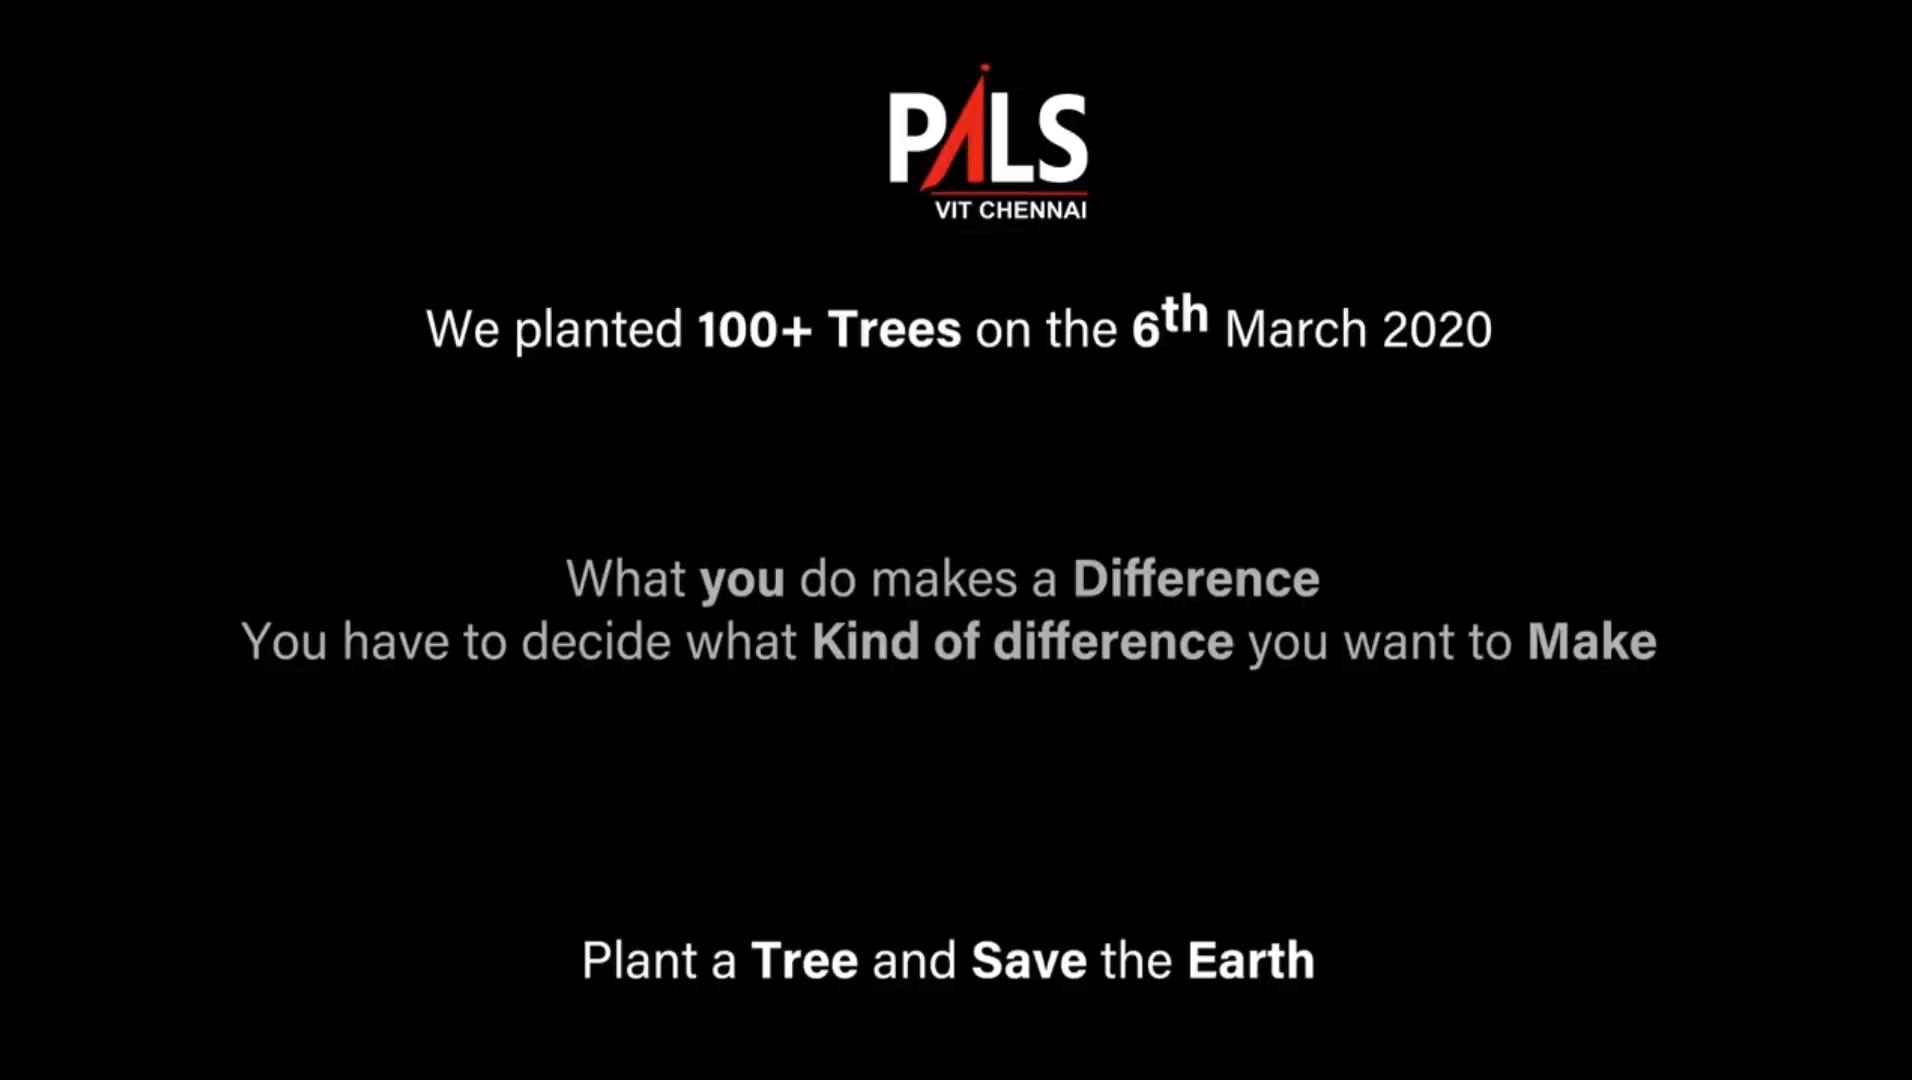 PALS
VIT CHENNAI
We planted 100+ Trees on the 6th March 2020
What you do makes a Difference
You have to decide what Kind of difference you want to Make
Plant a Tree and Save the Earth